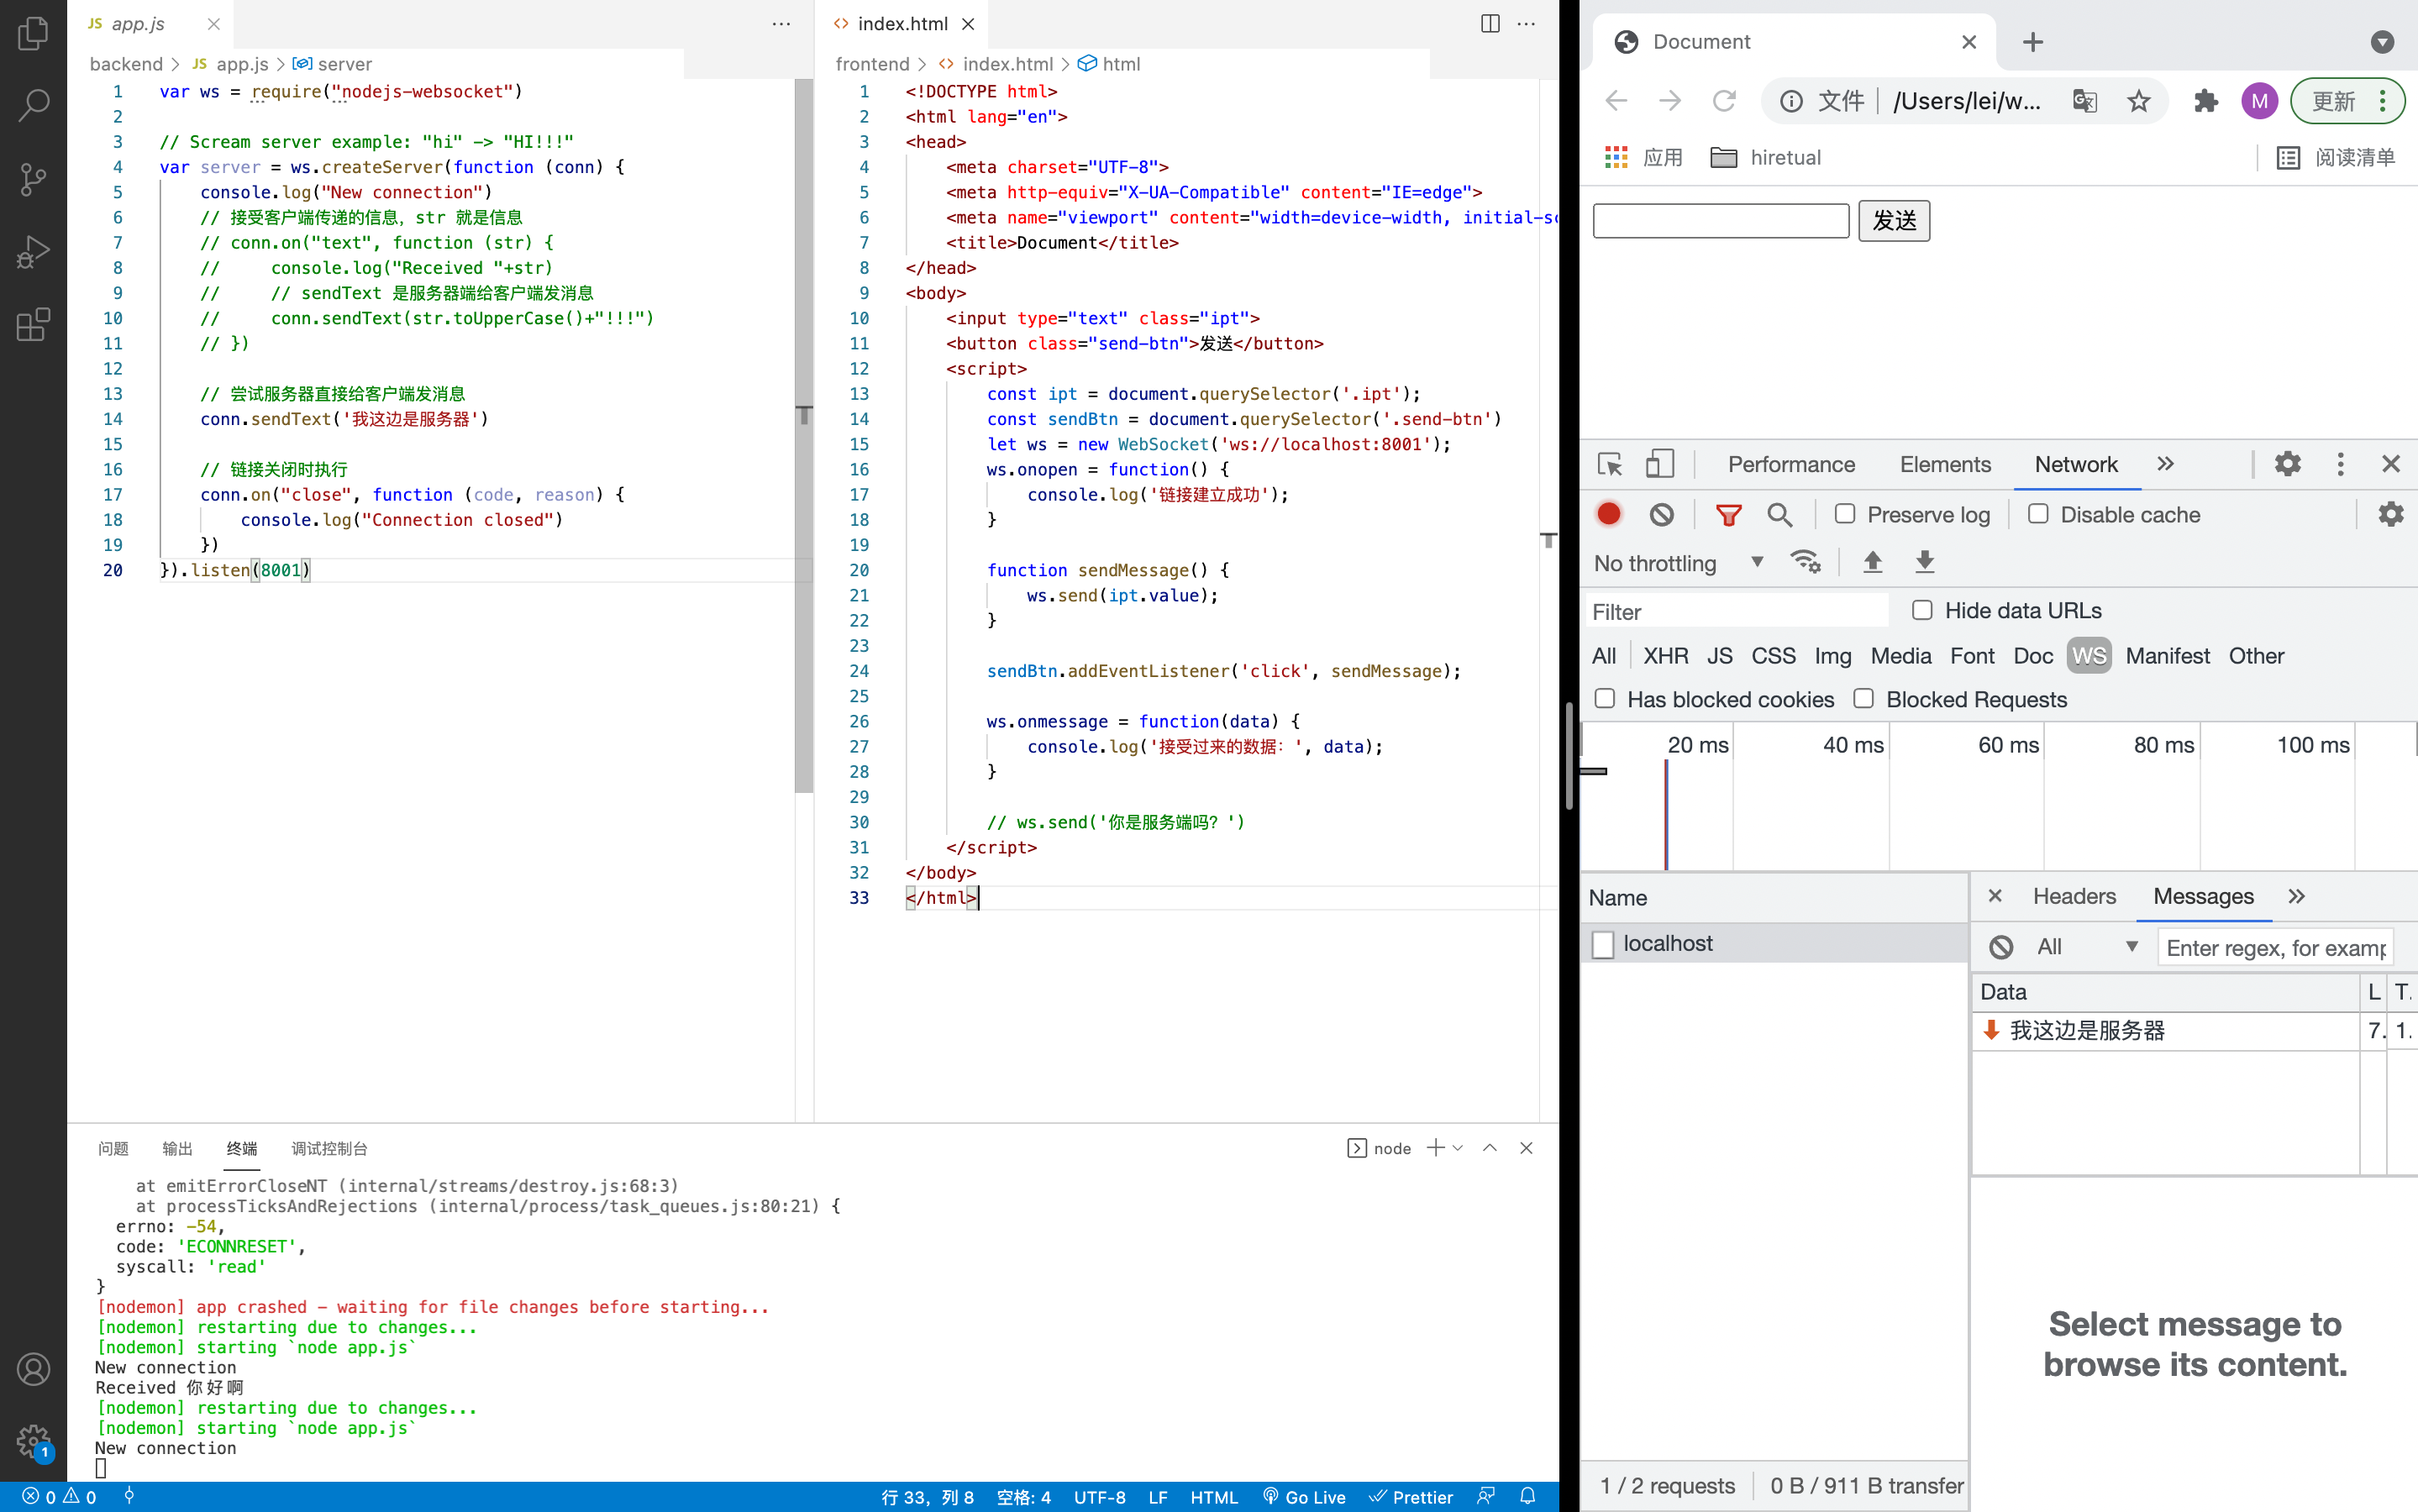 JS app.js
backend > JS app.js > server
1 var ws = require("nodejs-websocket")
2
3 // Scream server example: "hi" -> "HI!!!"
4 var server = ws.createServer(function (conn) {
5 console.log("New connection")
6 // 接受客户端传递的信息，str 就是信息
7 // conn.on("text", function (str) {
8 //     console.log("Received "+str)
9 //     // sendText 是服务器端给客户端发消息
10 //     conn.sendText(str.toUpperCase()+"!!!")
11 // })
12
13 // 尝试服务器直接给客户端发消息
14 conn.sendText('我这边是服务器')
15
16 // 链接关闭时执行
17 conn.on("close", function (code, reason) {
18 console.log("Connection closed")
19 })
20 }).listen(8001)
index.html
frontend > index.html > html
1 <!DOCTYPE html>
2 <html lang="en">
3 <head>
4 <meta charset="UTF-8">
5 <meta http-equiv="X-UA-Compatible" content="IE=edge">
6 <meta name="viewport" content="width=device-width, initial-sc
7 <title>Document</title>
8 </head>
9 <body>
10 <input type="text" class="ipt">
11 <button class="send-btn">发送</button>
12 <script>
13 const ipt = document.querySelector('.ipt');
14 const sendBtn = document.querySelector('.send-btn')
15 let ws = new WebSocket('ws://localhost:8001');
16 ws.onopen = function() {
17 console.log('链接建立成功');
18 }
19
20 function sendMessage() {
21 ws.send(ipt.value);
22 }
23
24 sendBtn.addEventListener('click', sendMessage);
25
26 ws.onmessage = function(data) {
27 console.log('接受过来的数据：', data);
28 }
29
30 // ws.send('你是服务端吗？')
31 </script>
32 </body>
33 </html>
问题 输出 终端 调试控制台
node
at emitErrorCloseNT (internal/streams/destroy.js:68:3)
at processTicksAndRejections (internal/process/task_queues.js:80:21) {
errno: -54,
code: 'ECONNRESET',
syscall: 'read'
}
[nodemon] app crashed - waiting for file changes before starting...
[nodemon] restarting due to changes...
[nodemon] starting `node app.js`
New connection
Received 你好啊
[nodemon] restarting due to changes...
[nodemon] starting `node app.js`
New connection
1
0 0 行 33，列 8 空格: 4 UTF-8 LF HTML Go Live Prettier
Document
文件 /Users/lei/w... M 更新
应用 hiretual 阅读清单
发送
Performance Elements Network
Preserve log Disable cache
No throttling
Filter Hide data URLs
All XHR JS CSS Img Media Font Doc WS Manifest Other
Has blocked cookies Blocked Requests
20 ms 40 ms 60 ms 80 ms 100 ms
Name
localhost
Headers Messages
All Enter regex, for examp
Data L T.
我这边是服务器 7. 1.
Select message to
browse its content.
1 / 2 requests 0 B / 911 B transfer